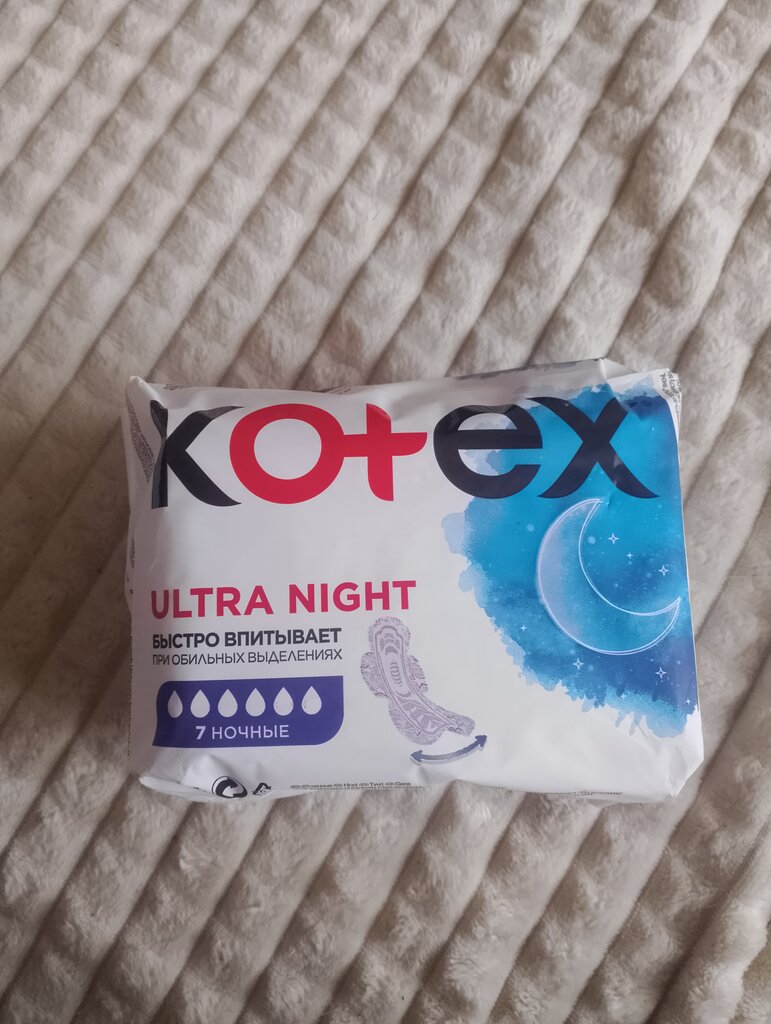 kotex
ULTRA NIGHT
БЫСТРО ВПИТЫВАЕТ
ПРИ ОБИЛЬНЫХ ВЫДЕЛЕНИЯХ
7 НОЧНЫЕ